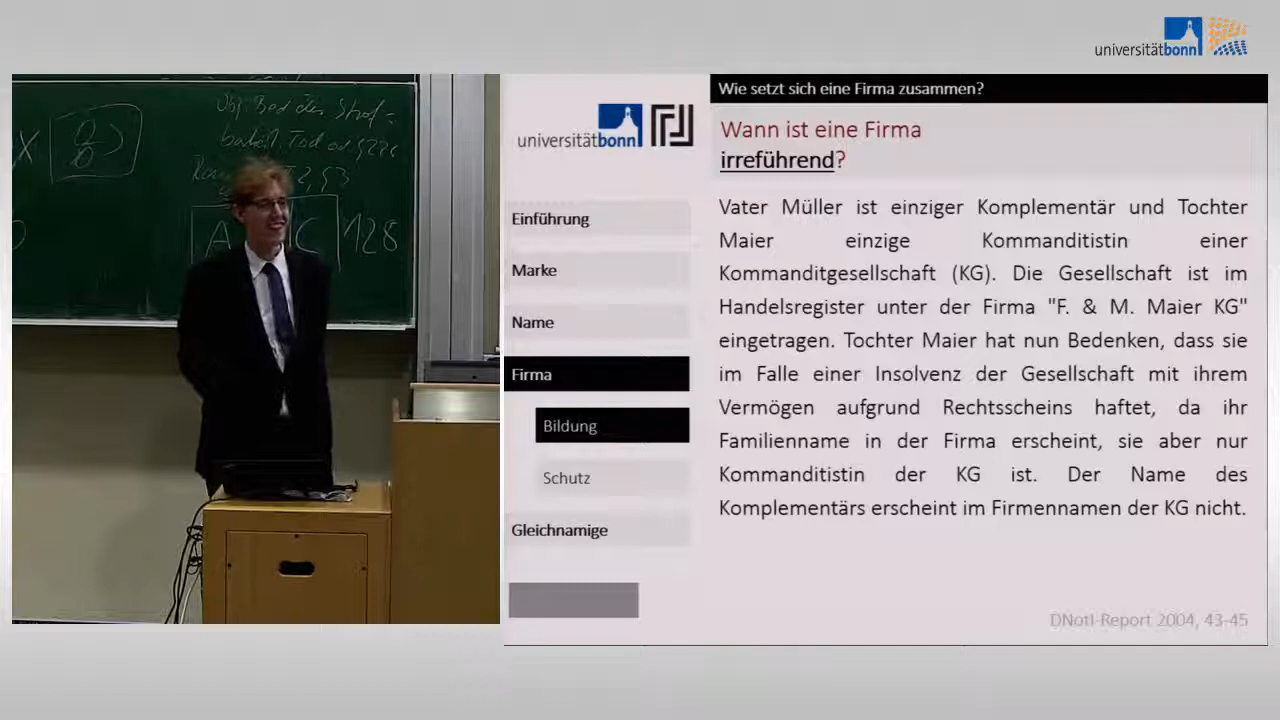 universitätbonn
Wie setzt sich eine Firma zusammen?
universitätbonn
Wann ist eine Firma
irreführend?
Einführung
Marke
Name
Firma
Bildung
Schutz
Gleichnamige
Vater Müller ist einziger Komplementär und Tochter
Maier einzige Kommanditistin einer
Kommanditgesellschaft (KG). Die Gesellschaft ist im
Handelsregister unter der Firma "F. & M. Maier KG"
eingetragen. Tochter Maier hat nun Bedenken, dass sie
im Falle einer Insolvenz der Gesellschaft mit ihrem
Vermögen aufgrund Rechtsscheins haftet, da ihr
Familienname in der Firma erscheint, sie aber nur
Kommanditistin der KG ist. Der Name des
Komplementärs erscheint im Firmennamen der KG nicht.
DNotI-Report 2004, 43-45
A C 128